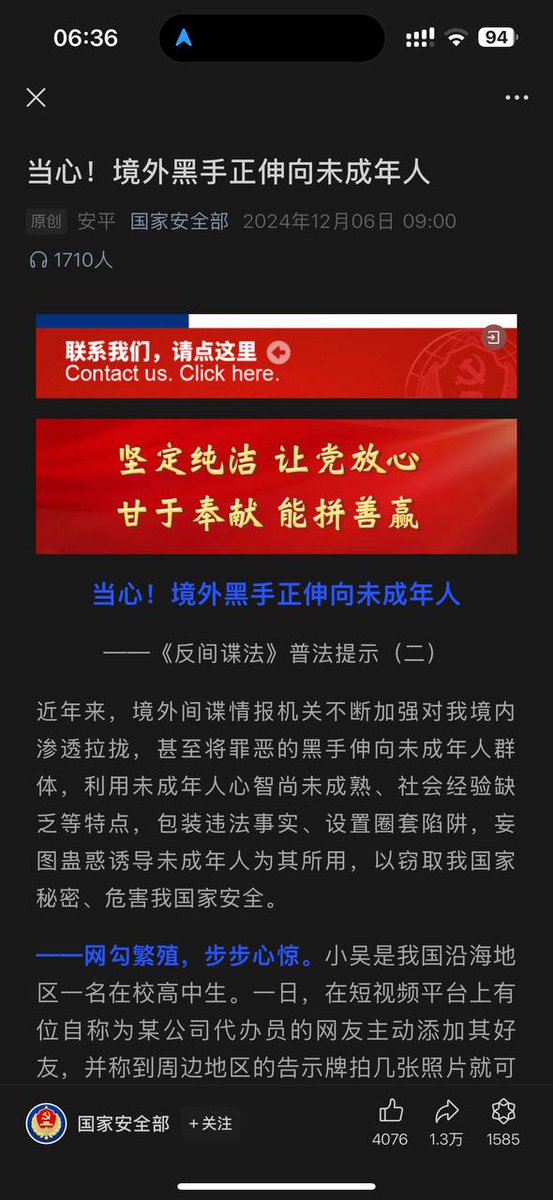 06:36
94
当心！境外黑手正伸向未成年人
原创 安平 国家安全部 2024年12月06日 09:00
1710人
联系我们，请点这里
Contact us. Click here.
坚定纯洁 让党放心
甘于奉献 能拼善赢
当心！境外黑手正伸向未成年人
——《反间谍法》普法提示（二）
近年来，境外间谍情报机关不断加强对我境内
渗透拉拢，甚至将罪恶的黑手伸向未成年人群
体，利用未成年人心智尚未成熟、社会经验缺
乏等特点，包装违法事实、设置圈套陷阱，妄
图蛊惑诱导未成年人为其所用，以窃取我国家
秘密、危害我国家安全。
——网勾繁殖，步步心惊。小吴是我国沿海地
区一名在校高中生。一日，在短视频平台上有
位自称为某公司代办员的网友主动添加其好
友，并称到周边地区的告示牌拍几张照片就可
国家安全部 +关注
4076 1.3万 1585